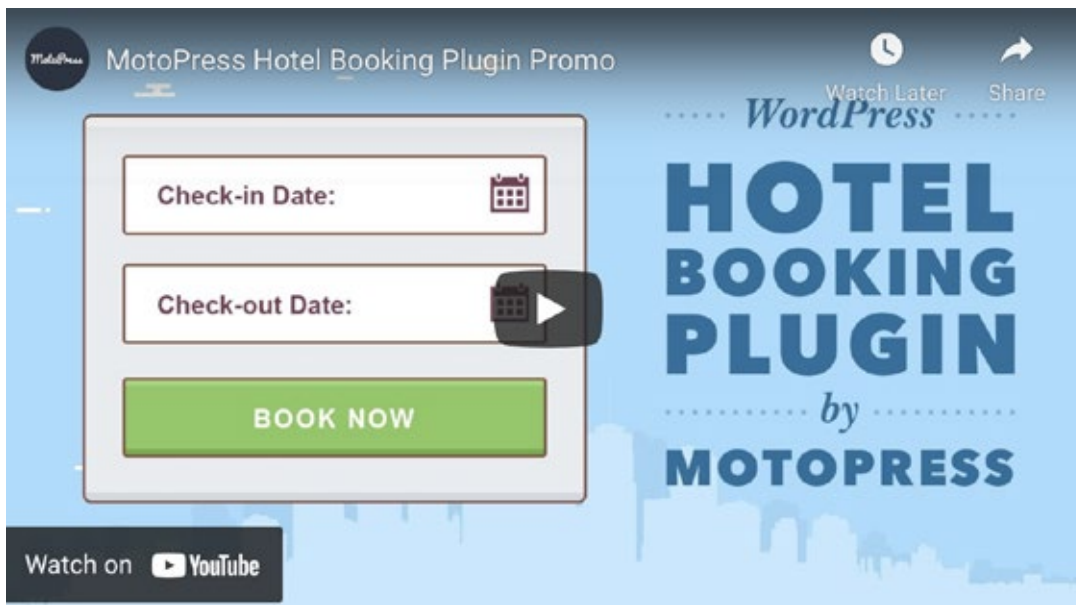 MotoPress
MotoPress Hotel Booking Plugin Promo
Watch Later
Share
WordPress
HOTEL
BOOKING
PLUGIN
by
MOTOPRESS
Check-in Date:
Check-out Date:
BOOK NOW
Watch on YouTube